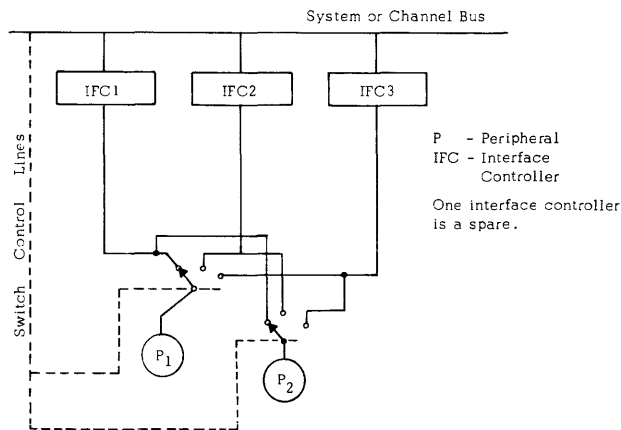 System or Channel Bus
IFC1
IFC2
IFC3
P - Peripheral
IFC - Interface
Controller
One interface controller
is a spare.
Switch Control Lines
P1
P2